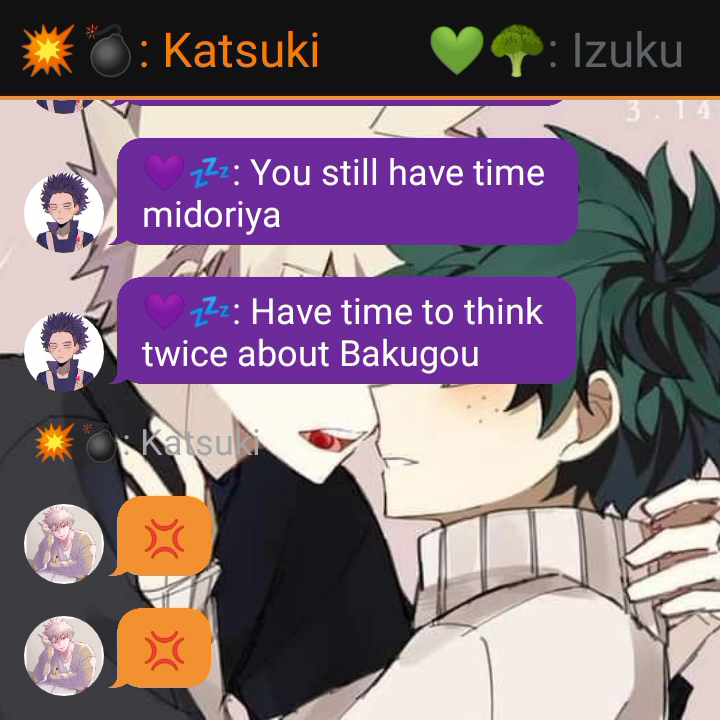 💥💣: Katsuki
💚🥦: Izuku
3.14
💜💤: You still have time
midoriya
💜💤: Have time to think
twice about Bakugou
💥💣: Katsuki
💢
💢